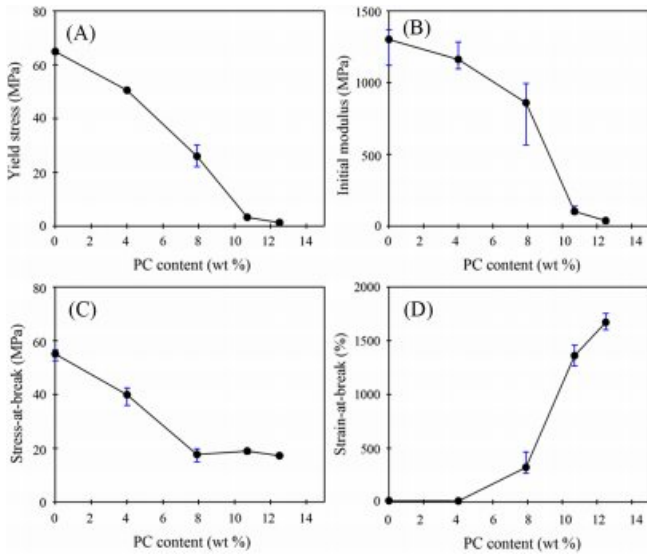 (A)
Yield stress (MPa)
80
60
40
20
0
0 2 4 6 8 10 12 14
PC content (wt %)
(B)
Initial modulus (MPa)
1500
1000
500
0
0 2 4 6 8 10 12 14
PC content (wt %)
(C)
Stress-at-break (MPa)
80
60
40
20
0
0 2 4 6 8 10 12 14
PC content (wt %)
(D)
Strain-at-break (%)
2000
1500
1000
500
0
0 2 4 6 8 10 12 14
PC content (wt %)